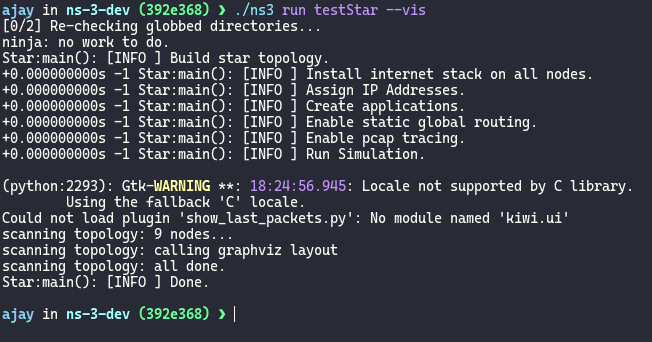 ajay in ns-3-dev (392e368) ❯ ./ns3 run testStar --vis
[0/2] Re-checking globbed directories...
ninja: no work to do.
Star:main(): [INFO ] Build star topology.
+0.000000000s -1 Star:main(): [INFO ] Install internet stack on all nodes.
+0.000000000s -1 Star:main(): [INFO ] Assign IP Addresses.
+0.000000000s -1 Star:main(): [INFO ] Create applications.
+0.000000000s -1 Star:main(): [INFO ] Enable static global routing.
+0.000000000s -1 Star:main(): [INFO ] Enable pcap tracing.
+0.000000000s -1 Star:main(): [INFO ] Run Simulation.
(python:2293): Gtk-WARNING **: 18:24:56.945: Locale not supported by C library.
Using the fallback 'C' locale.
Could not load plugin 'show_last_packets.py': No module named 'kiwi.ui'
scanning topology: 9 nodes...
scanning topology: calling graphviz layout
scanning topology: all done.
Star:main(): [INFO ] Done.
ajay in ns-3-dev (392e368) ❯